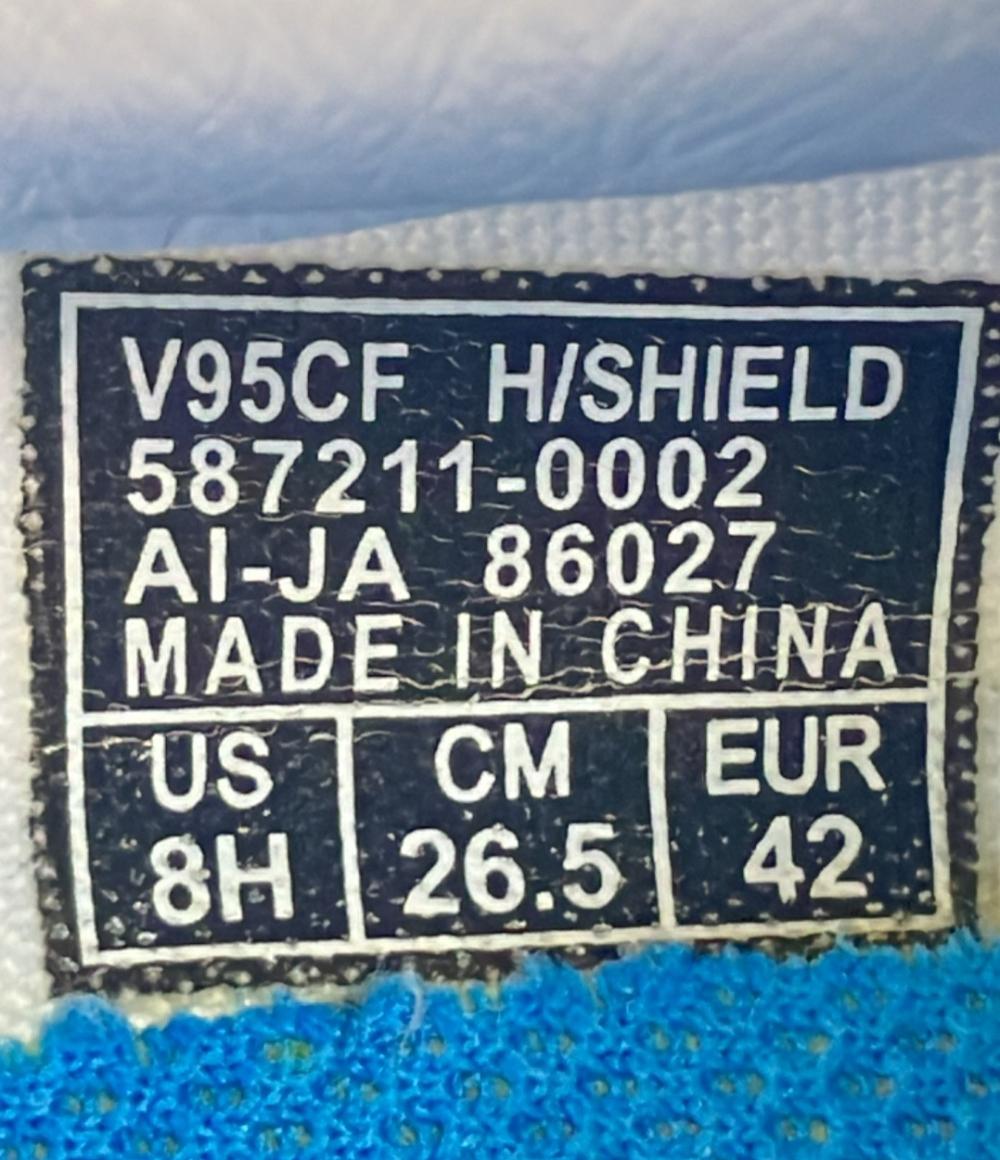 V95CF H/SHIELD
587211-0002
AI-JA 86027
MADE IN CHINA
US CM EUR
8H 26.5 42